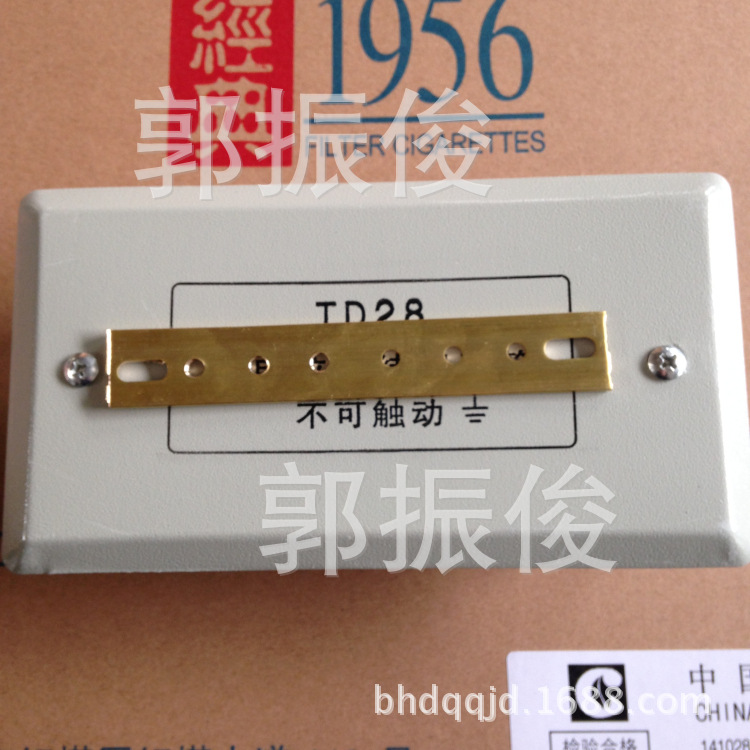 經典
1956
FILTER CIGARETTES
郭振俊
TD28
不可触动
郭振俊
中国
CHINA
bhdqqjd.1688.com
检验合格